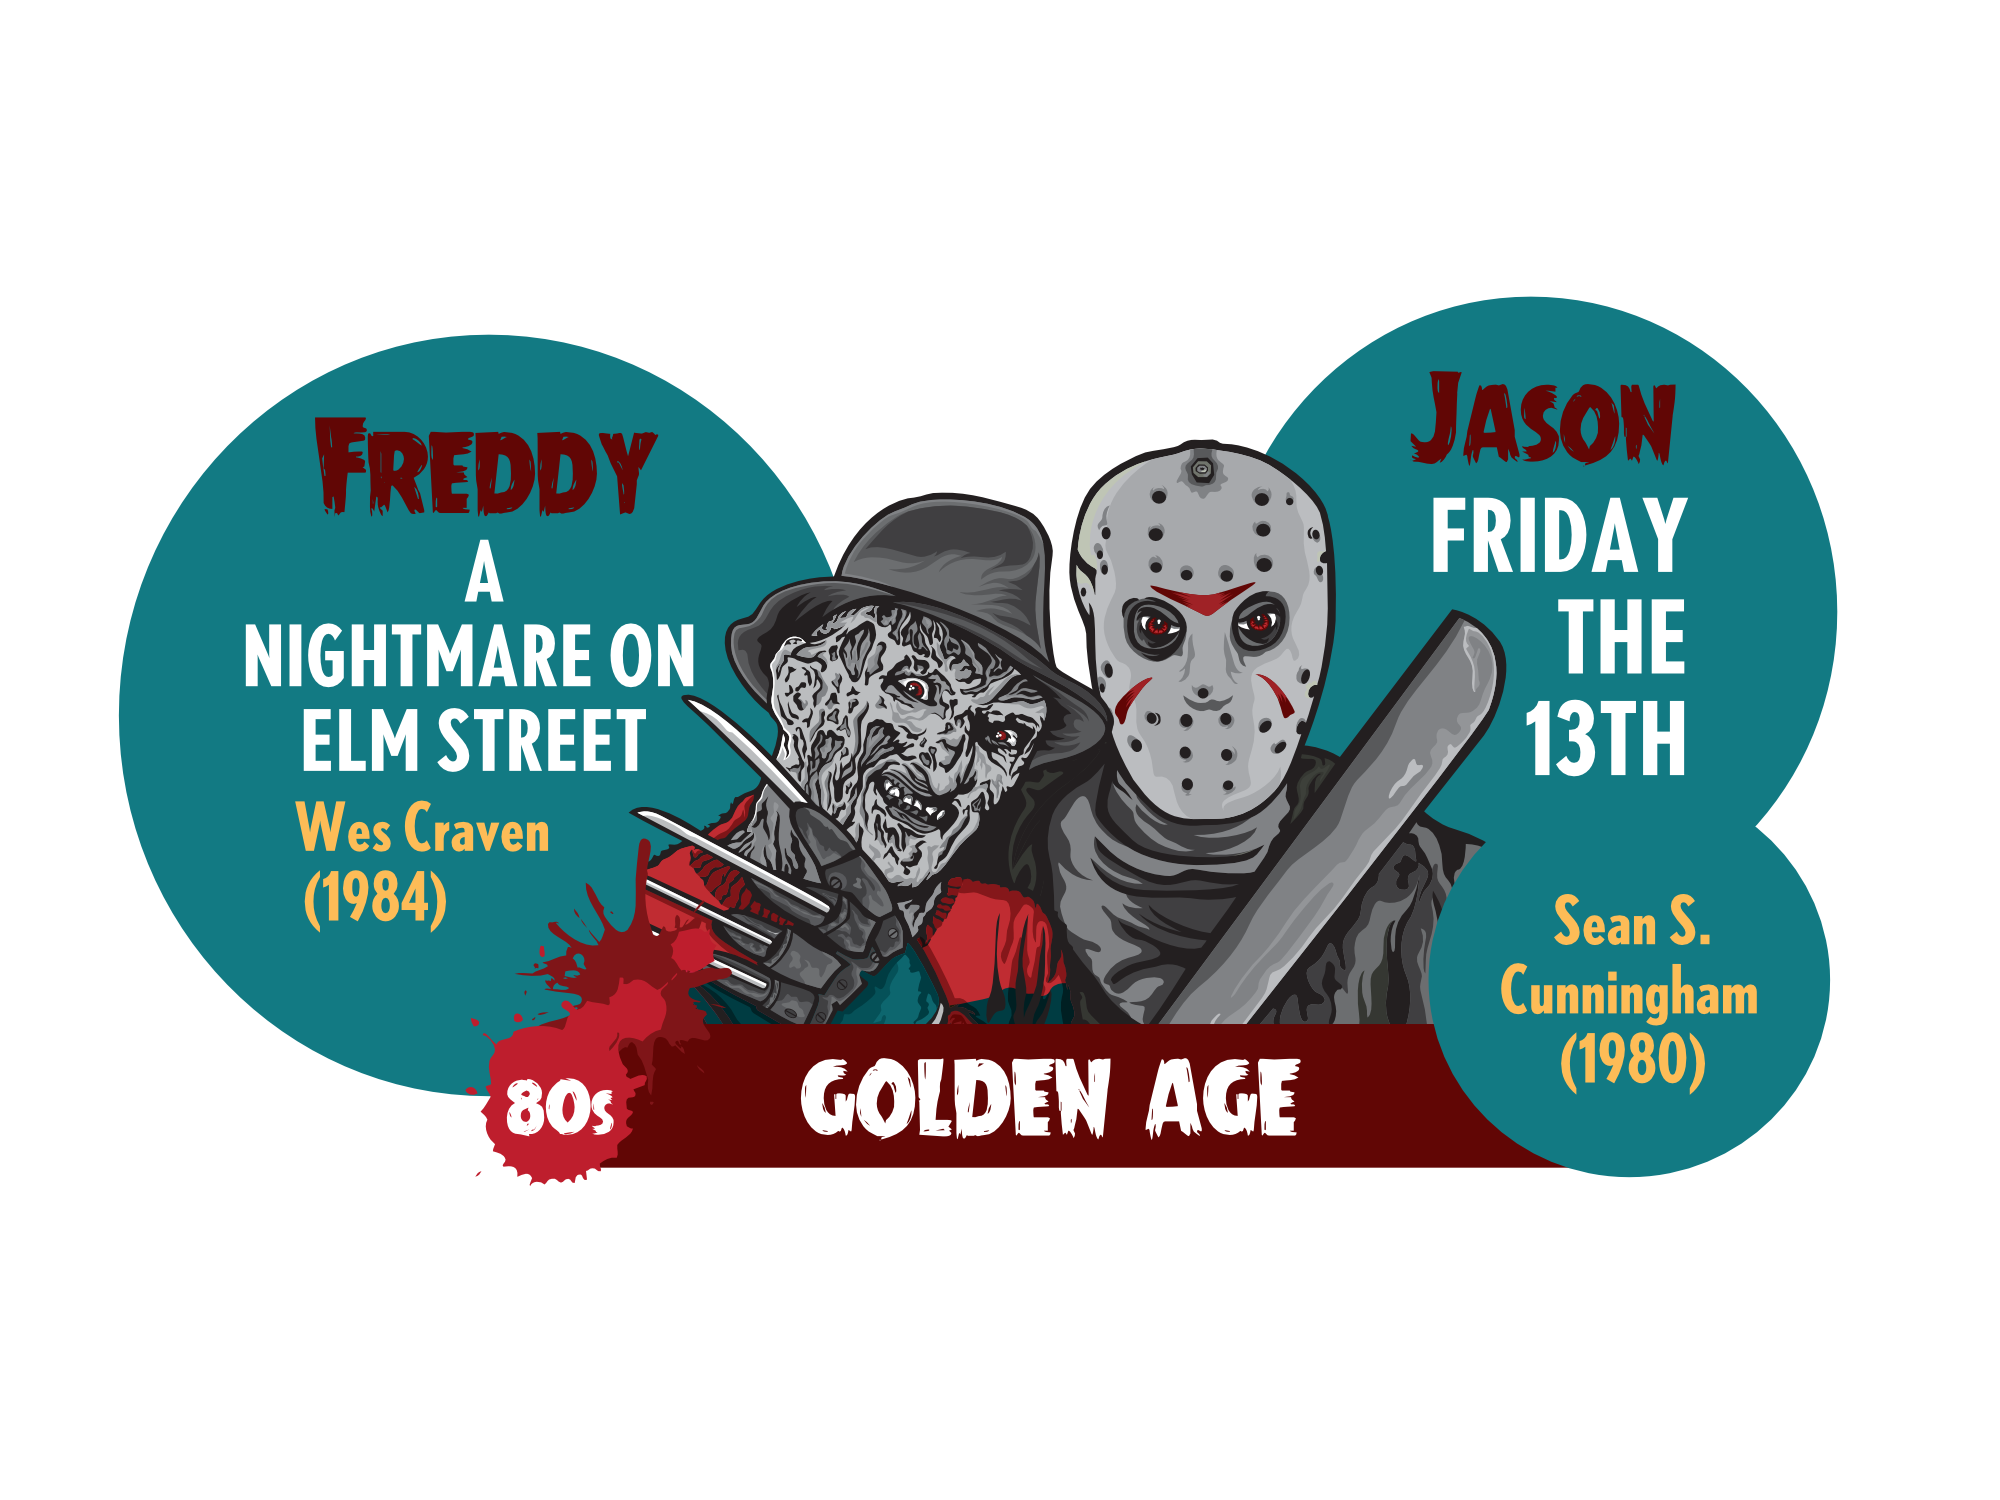 FREDDY
A
NIGHTMARE ON
ELM STREET
Wes Craven
(1984)
JASON
FRIDAY
THE
13TH
Sean S.
Cunningham
(1980)
80s
GOLDEN AGE